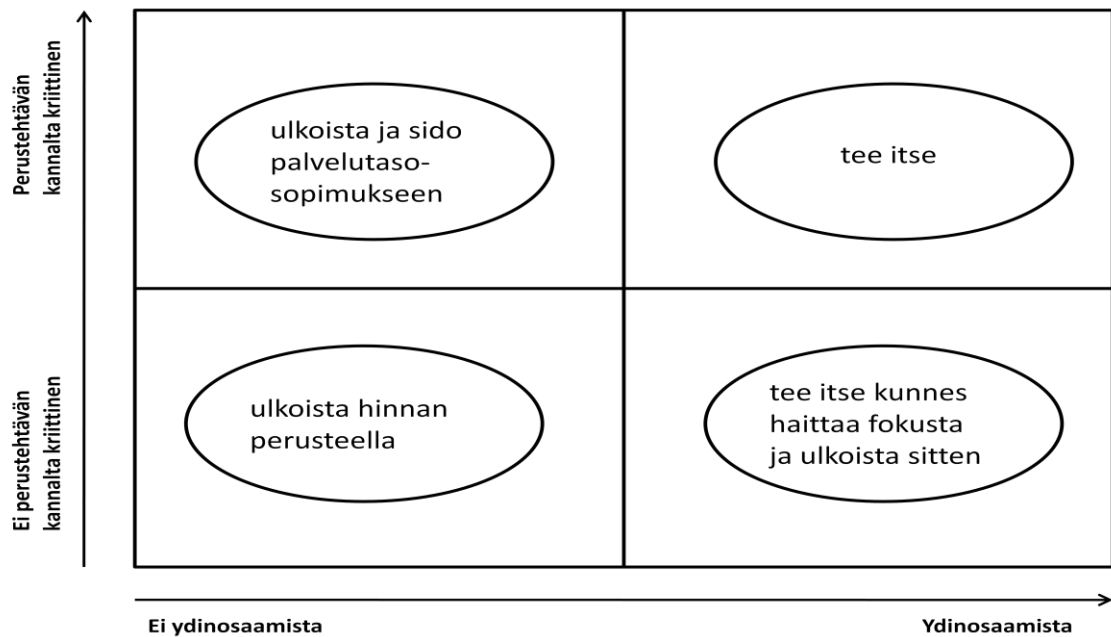 Perustehtävän
kannalta kriittinen
ulkoista ja sido
palvelutaso-
sopimukseen
tee itse
Ei perustehtävän
kannalta kriittinen
ulkoista hinnan
perusteella
tee itse kunnes
haittaa fokusta
ja ulkoista sitten
Ei ydinosaamista
Ydinosaamista